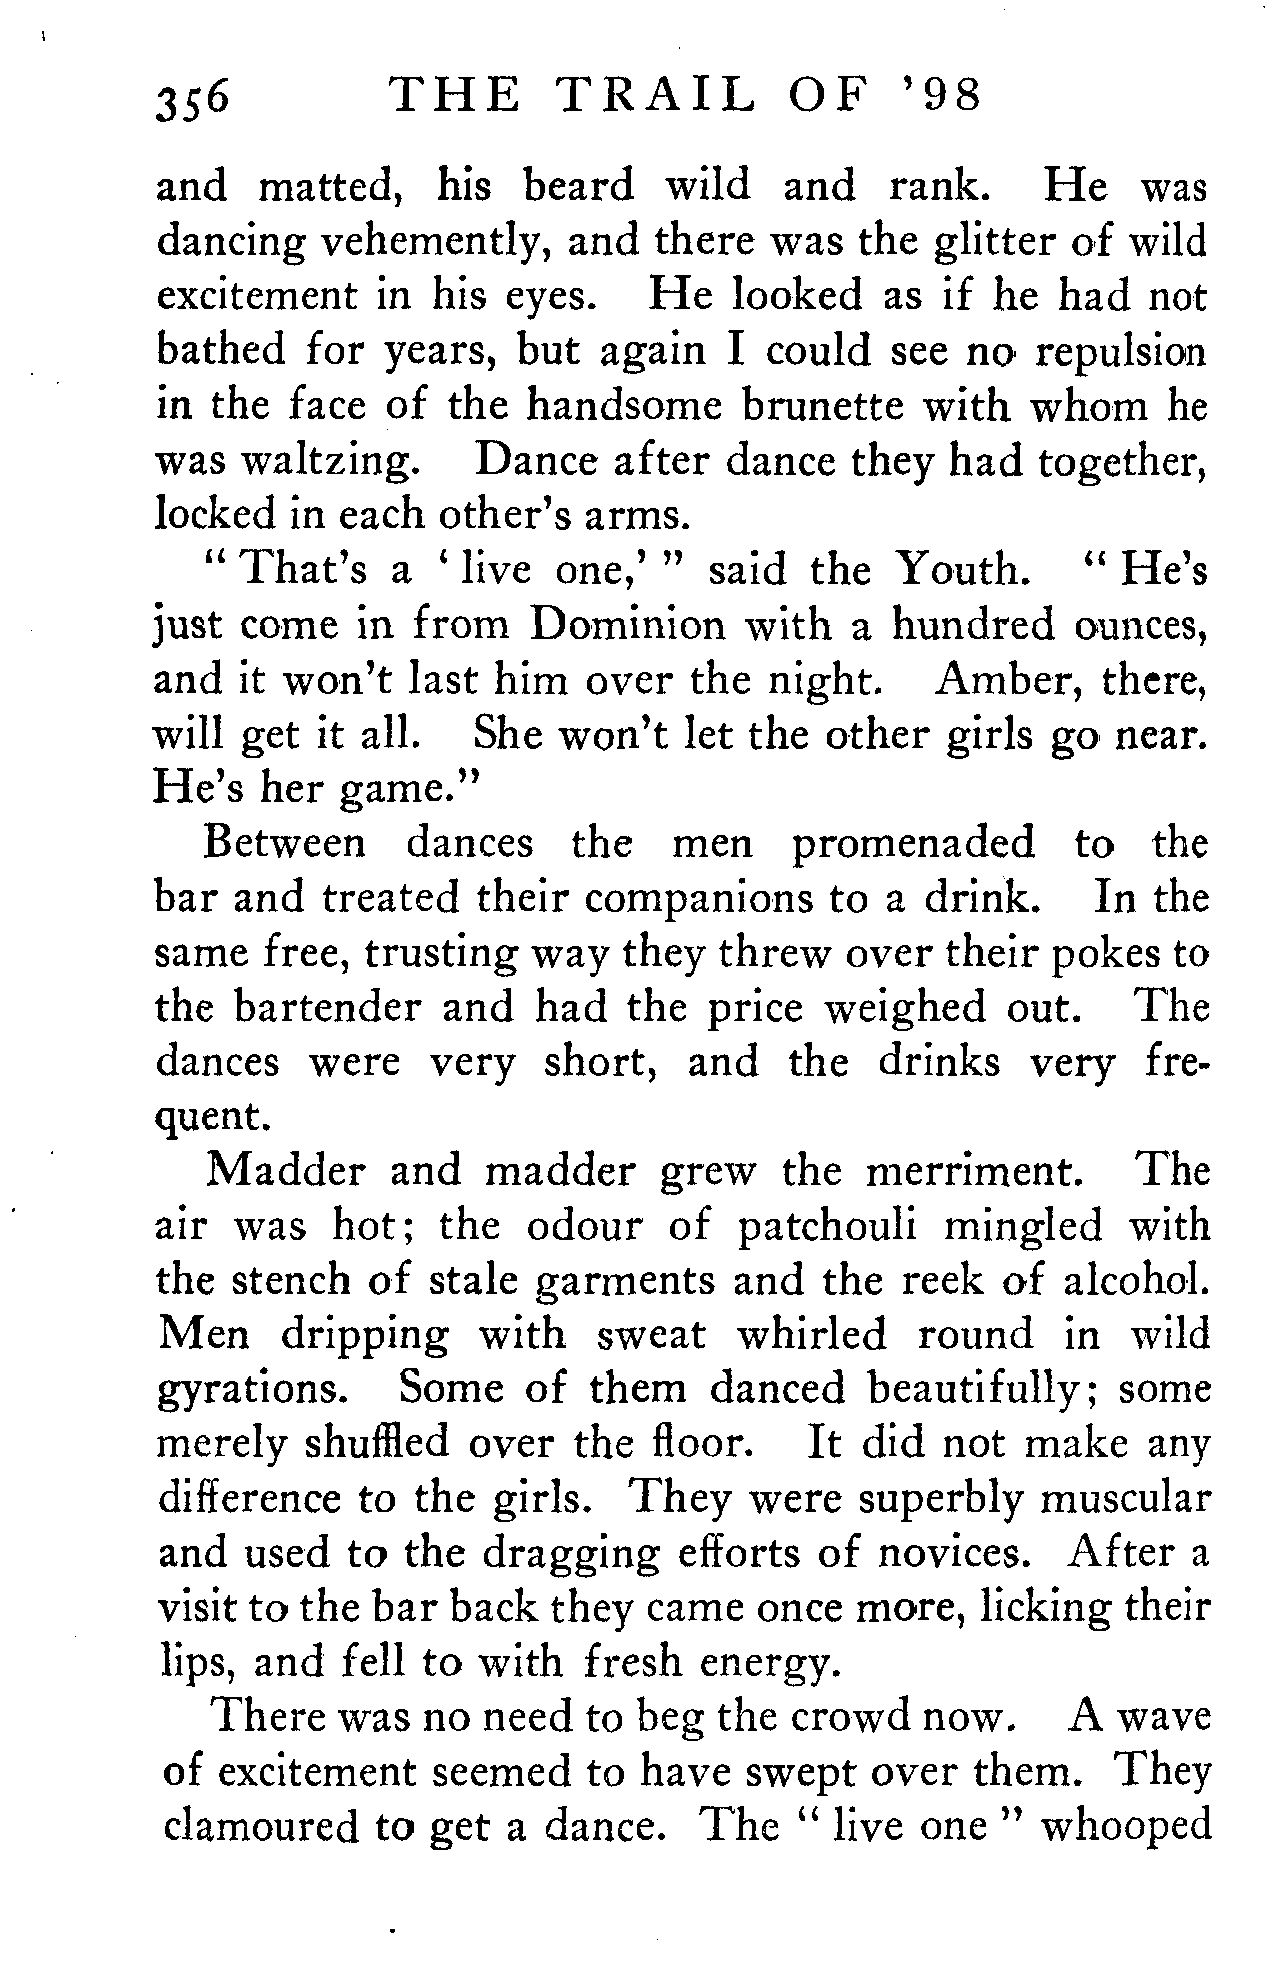 356 THE TRAIL OF '98
and matted, his beard wild and rank. He was
dancing vehemently, and there was the glitter of wild
excitement in his eyes. He looked as if he had not
bathed for years, but again I could see no repulsion
in the face of the handsome brunette with whom he
was waltzing. Dance after dance they had together,
locked in each other's arms.
" That's a ' live one,' " said the Youth. " He's
just come in from Dominion with a hundred ounces,
and it won't last him over the night. Amber, there,
will get it all. She won't let the other girls go near.
He's her game."
Between dances the men promenaded to the
bar and treated their companions to a drink. In the
same free, trusting way they threw over their pokes to
the bartender and had the price weighed out. The
dances were very short, and the drinks very fre-
quent.
Madder and madder grew the merriment. The
air was hot; the odour of patchouli mingled with
the stench of stale garments and the reek of alcohol.
Men dripping with sweat whirled round in wild
gyrations. Some of them danced beautifully; some
merely shuffled over the floor. It did not make any
difference to the girls. They were superbly muscular
and used to the dragging efforts of novices. After a
visit to the bar back they came once more, licking their
lips, and fell to with fresh energy.
There was no need to beg the crowd now. A wave
of excitement seemed to have swept over them. They
clamoured to get a dance. The " live one " whooped